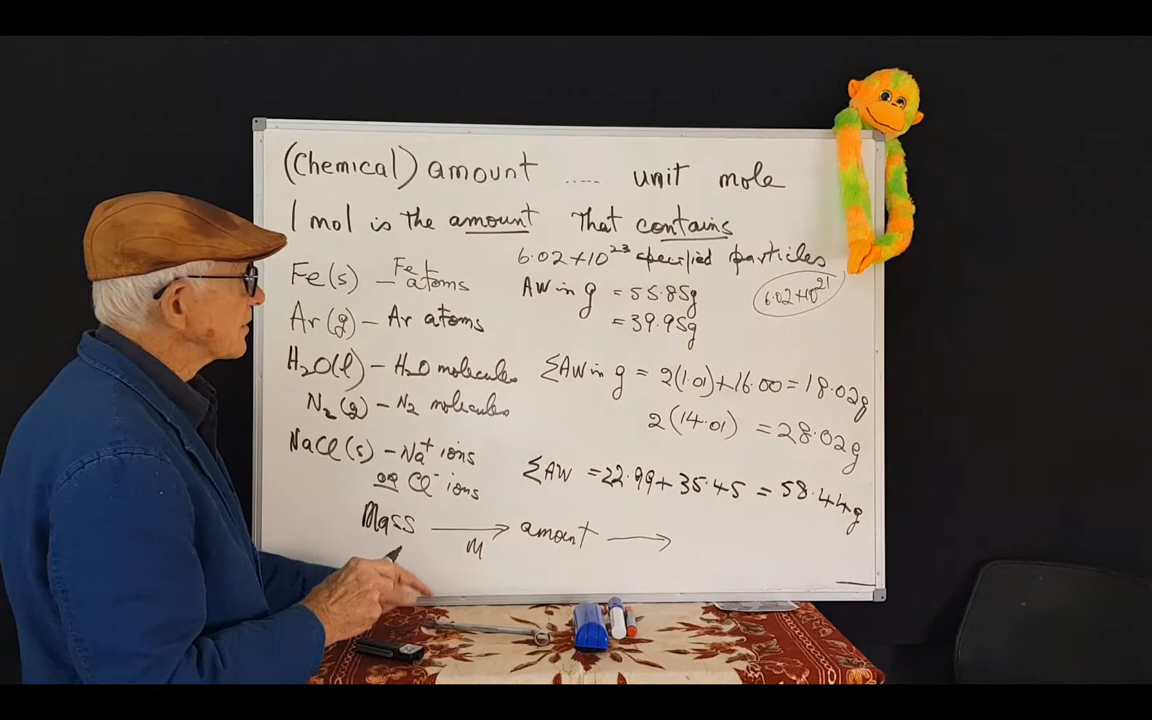 (Chemical) amount ..... unit mole
1 mol is the amount that contains
6.02×10²³ specified particles
Fe(s) – Fe atoms AW in g = 55.85g
6.02×10²¹
Ar(g) – Ar atoms = 39.95g
H₂O(l) – H₂O molecules ΣAW in g = 2(1.01)+16.00 = 18.02g
N₂(g) – N₂ molecules 2(14.01) = 28.02g
NaCl(s) – Na⁺ ions ΣAW = 22.99+35.45 = 58.44g
or Cl⁻ ions
Mass → amount →
M